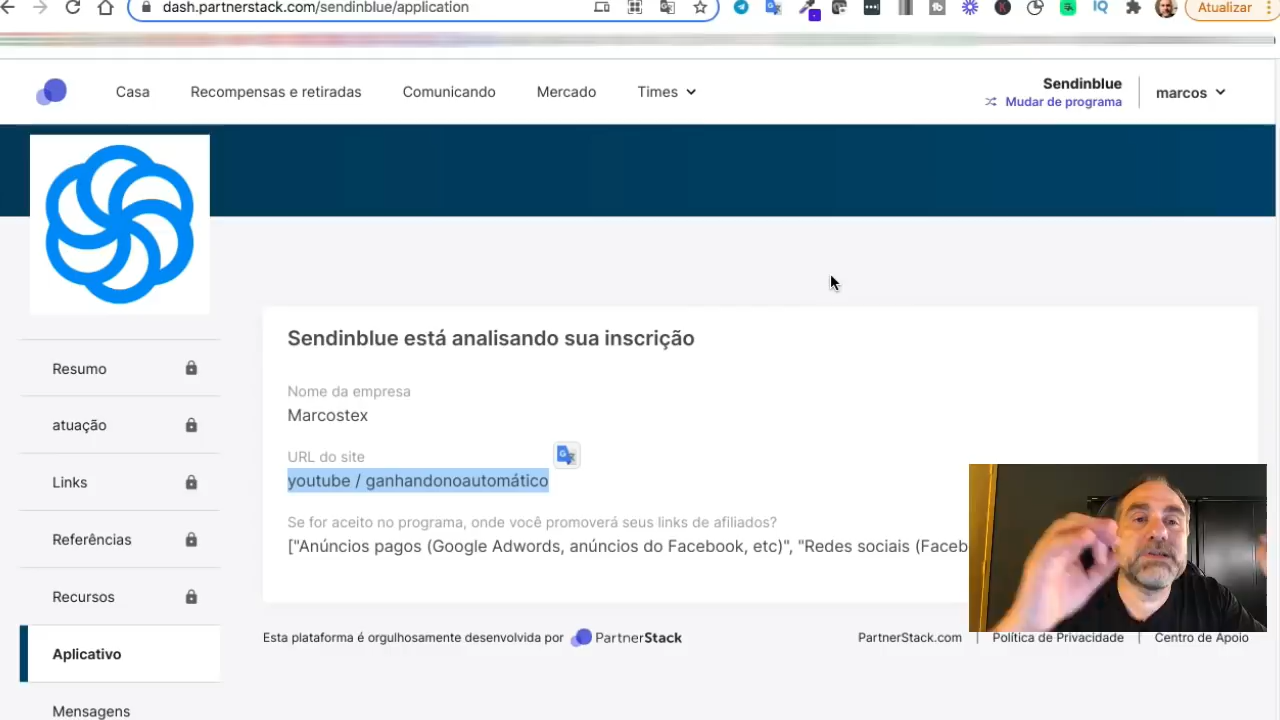 dash.partnerstack.com/sendinblue/application
Atualizar
Casa
Recompensas e retiradas
Comunicando
Mercado
Times
Sendinblue
Mudar de programa
marcos
Resumo
atuação
Links
Referências
Recursos
Aplicativo
Mensagens
Sendinblue está analisando sua inscrição
Nome da empresa
Marcostex
URL do site
youtube / ganhandonoautomático
Se for aceito no programa, onde você promoverá seus links de afiliados?
["Anúncios pagos (Google Adwords, anúncios do Facebook, etc)", "Redes sociais (Faceb
Esta plataforma é orgulhosamente desenvolvida por PartnerStack
PartnerStack.com | Política de Privacidade | Centro de Apoio